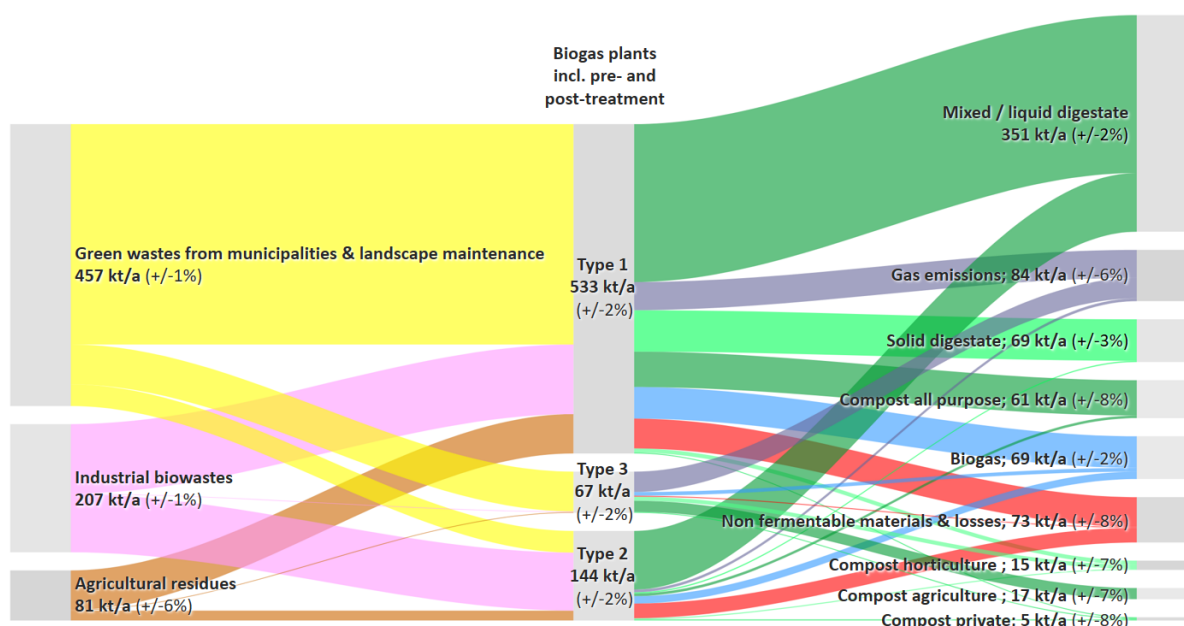 Biogas plants
incl. pre- and
post-treatment
Green wastes from municipalities & landscape maintenance
457 kt/a (+/-1%)
Industrial biowastes
207 kt/a (+/-1%)
Agricultural residues
81 kt/a (+/-6%)
Type 1
533 kt/a
(+/-2%)
Type 3
67 kt/a
(+/-2%)
Type 2
144 kt/a
(+/-2%)
Mixed / liquid digestate
351 kt/a (+/-2%)
Gas emissions; 84 kt/a (+/-6%)
Solid digestate; 69 kt/a (+/-3%)
Compost all purpose; 61 kt/a (+/-8%)
Biogas; 69 kt/a (+/-2%)
Non fermentable materials & losses; 73 kt/a (+/-8%)
Compost horticulture ; 15 kt/a (+/-7%)
Compost agriculture ; 17 kt/a (+/-7%)
Compost private; 5 kt/a (+/-8%)